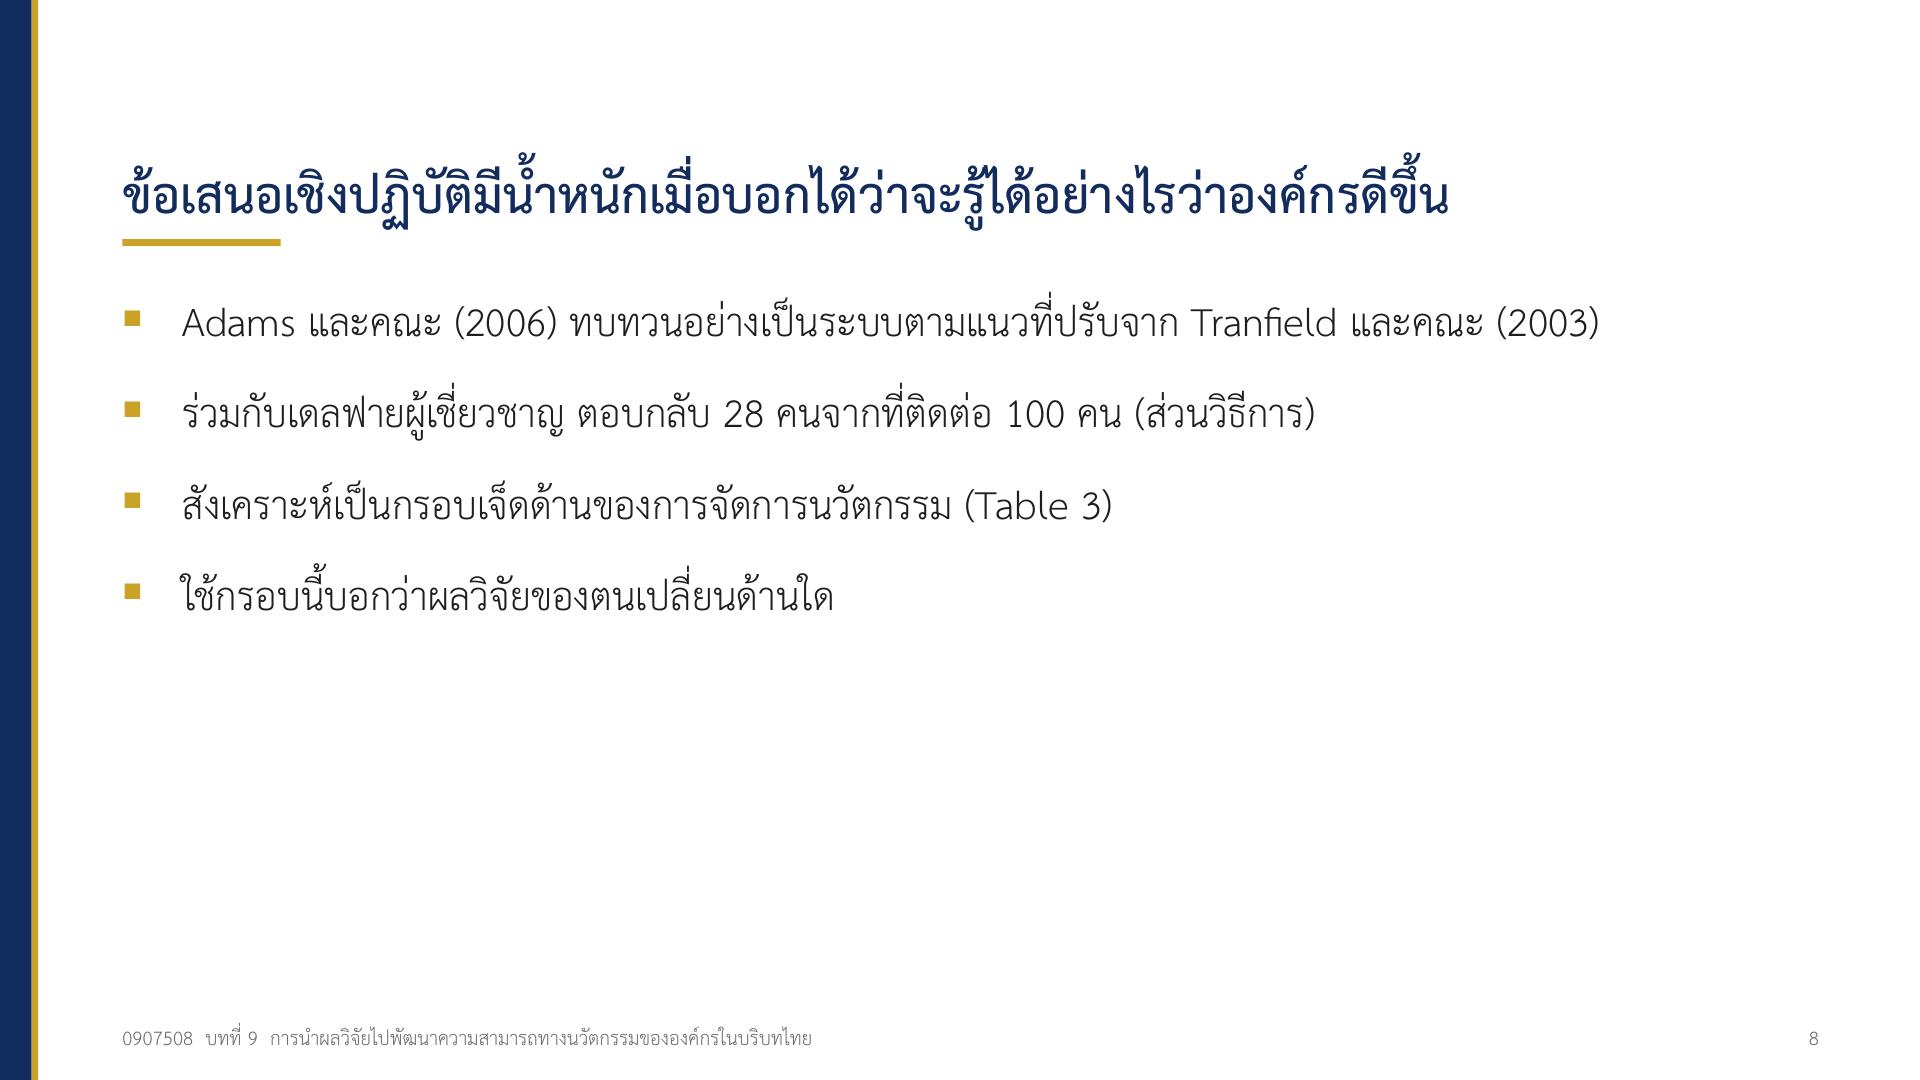 ข้อเสนอเชิงปฏิบัติมีน้ำหนักเมื่อบอกได้ว่าจะรู้ได้อย่างไรว่าองค์กรดีขึ้น
Adams และคณะ (2006) ทบทวนอย่างเป็นระบบตามแนวที่ปรับจาก Tranfield และคณะ (2003)
ร่วมกับเดลฟายผู้เชี่ยวชาญ ตอบกลับ 28 คนจากที่ติดต่อ 100 คน (ส่วนวิธีการ)
สังเคราะห์เป็นกรอบเจ็ดด้านของการจัดการนวัตกรรม (Table 3)
ใช้กรอบนี้บอกว่าผลวิจัยของตนเปลี่ยนด้านใด
0907508 บทที่ 9 การนำผลวิจัยไปพัฒนาความสามารถทางนวัตกรรมขององค์กรในบริบทไทย
8